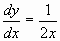 dy/dx = 1/2x